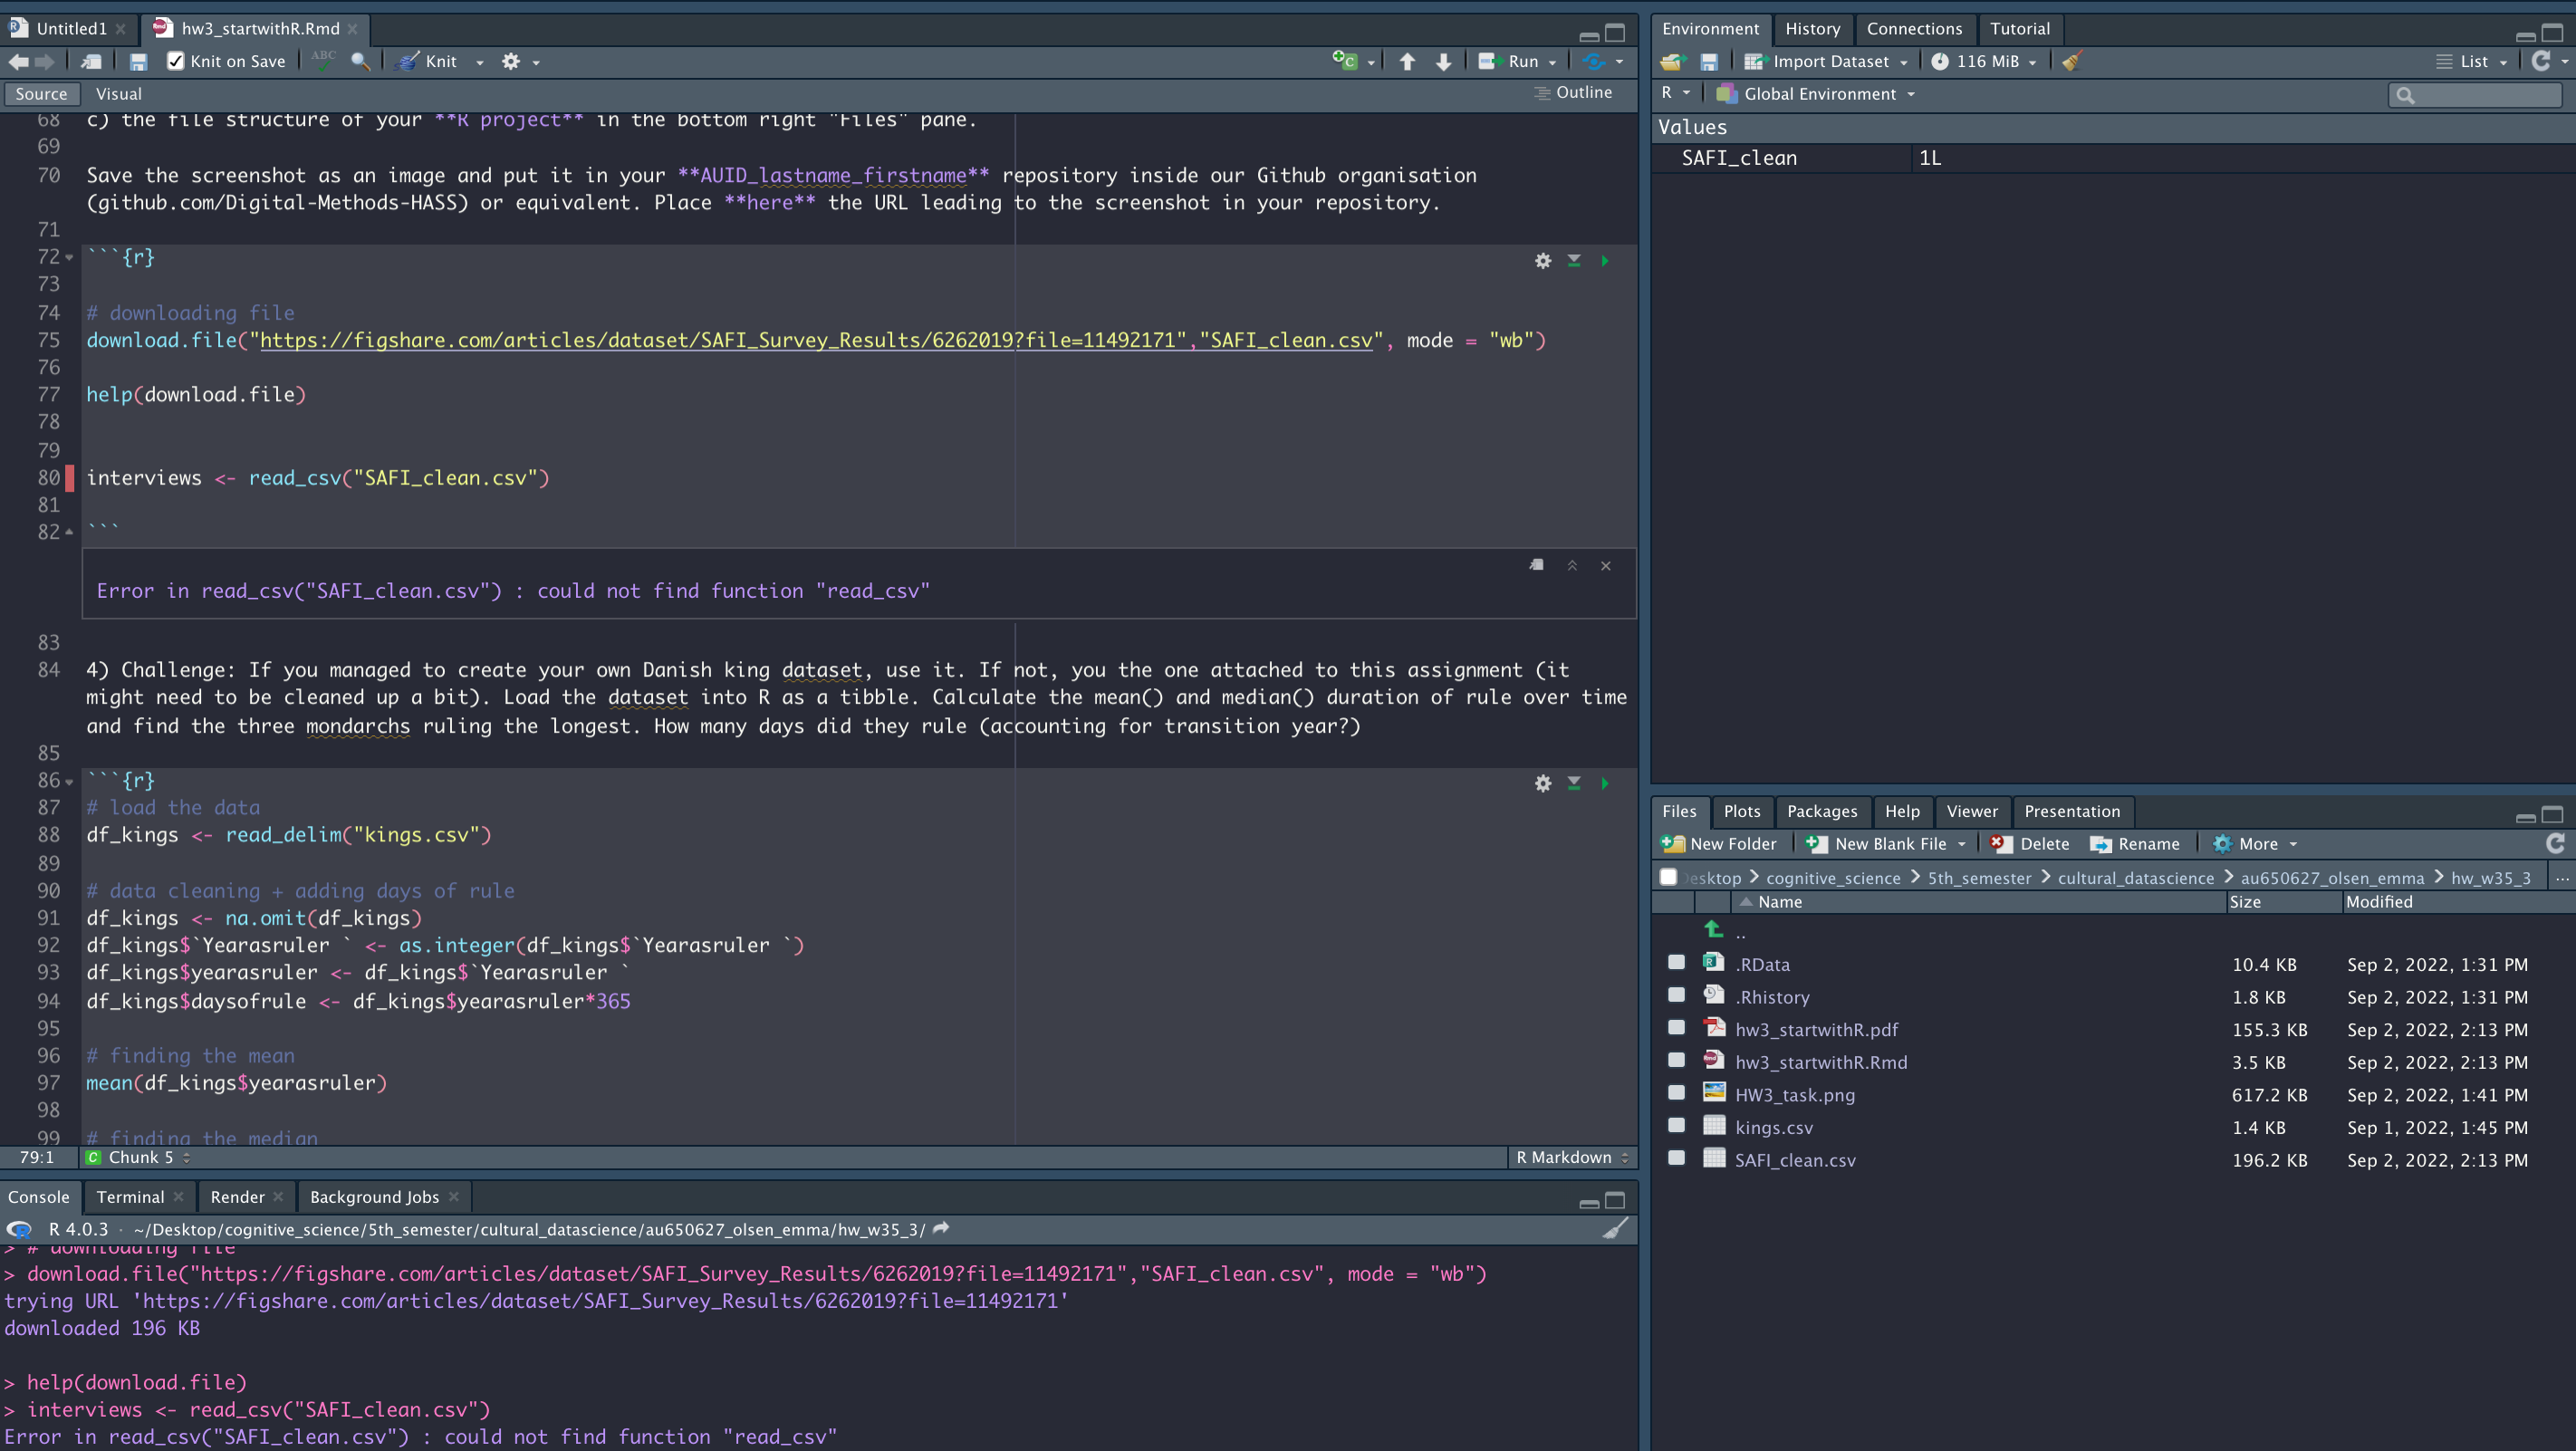 Untitled1
hw3_startwithR.Rmd
Knit on Save
ABC
Knit
Run
Source
Visual
Outline
68 c) the file structure of your **R project** in the bottom right "Files" pane.
69
70 Save the screenshot as an image and put it in your **AUID_lastname_firstname** repository inside our Github organisation
(github.com/Digital-Methods-HASS) or equivalent. Place **here** the URL leading to the screenshot in your repository.
71
72 ```{r}
73
74 # downloading file
75 download.file("https://figshare.com/articles/dataset/SAFI_Survey_Results/6262019?file=11492171","SAFI_clean.csv", mode = "wb")
76
77 help(download.file)
78
79
80 interviews <- read_csv("SAFI_clean.csv")
81
82 ```
Error in read_csv("SAFI_clean.csv") : could not find function "read_csv"
83
84 4) Challenge: If you managed to create your own Danish king dataset, use it. If not, you the one attached to this assignment (it
might need to be cleaned up a bit). Load the dataset into R as a tibble. Calculate the mean() and median() duration of rule over time
and find the three mondarchs ruling the longest. How many days did they rule (accounting for transition year?)
85
86 ```{r}
87 # load the data
88 df_kings <- read_delim("kings.csv")
89
90 # data cleaning + adding days of rule
91 df_kings <- na.omit(df_kings)
92 df_kings$`Yearasruler ` <- as.integer(df_kings$`Yearasruler `)
93 df_kings$yearasruler <- df_kings$`Yearasruler `
94 df_kings$daysofrule <- df_kings$yearasruler*365
95
96 # finding the mean
97 mean(df_kings$yearasruler)
98
99 # finding the median
79:1
C Chunk 5
R Markdown
Console
Terminal
Render
Background Jobs
R 4.0.3 · ~/Desktop/cognitive_science/5th_semester/cultural_datascience/au650627_olsen_emma/hw_w35_3/
> # downloading file
> download.file("https://figshare.com/articles/dataset/SAFI_Survey_Results/6262019?file=11492171","SAFI_clean.csv", mode = "wb")
trying URL 'https://figshare.com/articles/dataset/SAFI_Survey_Results/6262019?file=11492171'
downloaded 196 KB
> help(download.file)
> interviews <- read_csv("SAFI_clean.csv")
Error in read_csv("SAFI_clean.csv") : could not find function "read_csv"
Environment
History
Connections
Tutorial
Import Dataset
116 MiB
List
R
Global Environment
Values
SAFI_clean 1L
Files
Plots
Packages
Help
Viewer
Presentation
New Folder
New Blank File
Delete
Rename
More
esktop > cognitive_science > 5th_semester > cultural_datascience > au650627_olsen_emma > hw_w35_3 ...
Name Size Modified
..
.RData 10.4 KB Sep 2, 2022, 1:31 PM
.Rhistory 1.8 KB Sep 2, 2022, 1:31 PM
hw3_startwithR.pdf 155.3 KB Sep 2, 2022, 2:13 PM
hw3_startwithR.Rmd 3.5 KB Sep 2, 2022, 2:13 PM
HW3_task.png 617.2 KB Sep 2, 2022, 1:41 PM
kings.csv 1.4 KB Sep 1, 2022, 1:45 PM
SAFI_clean.csv 196.2 KB Sep 2, 2022, 2:13 PM